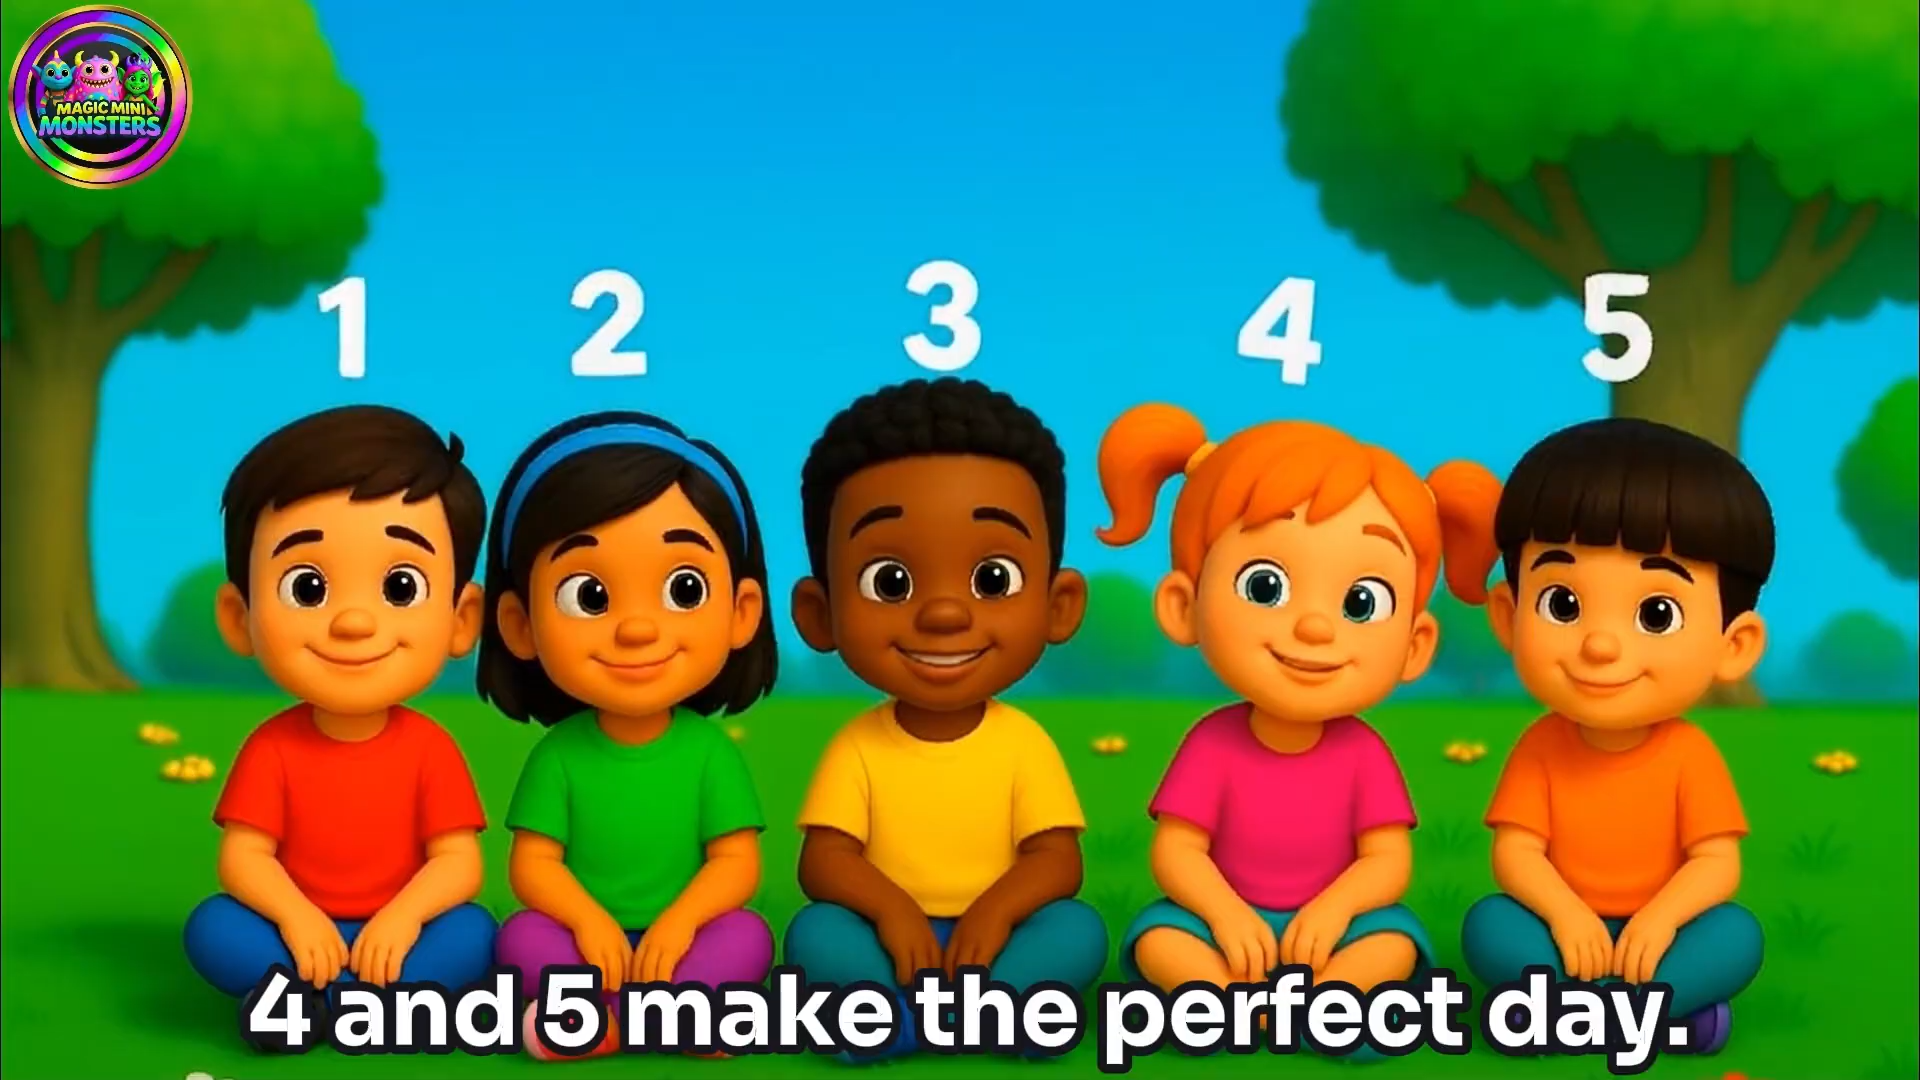 MAGIC MINI
MONSTERS
1 2 3 4 5
4 and 5 make the perfect day.